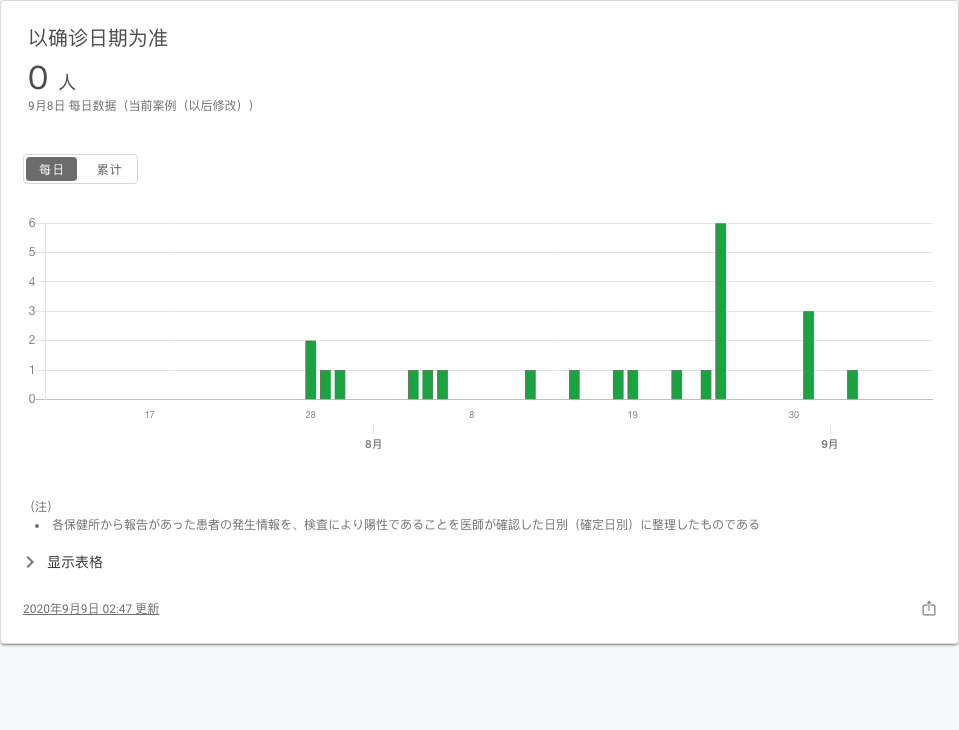 以确诊日期为准
0 人
9月8日 每日数据（当前案例（以后修改））
每日 累计
6
5
4
3
2
1
0
17 28 8 19 30
8月 9月
（注）
• 各保健所から報告があった患者の発生情報を、検査により陽性であることを医師が確認した日別（確定日別）に整理したものである
显示表格
2020年9月9日 02:47 更新